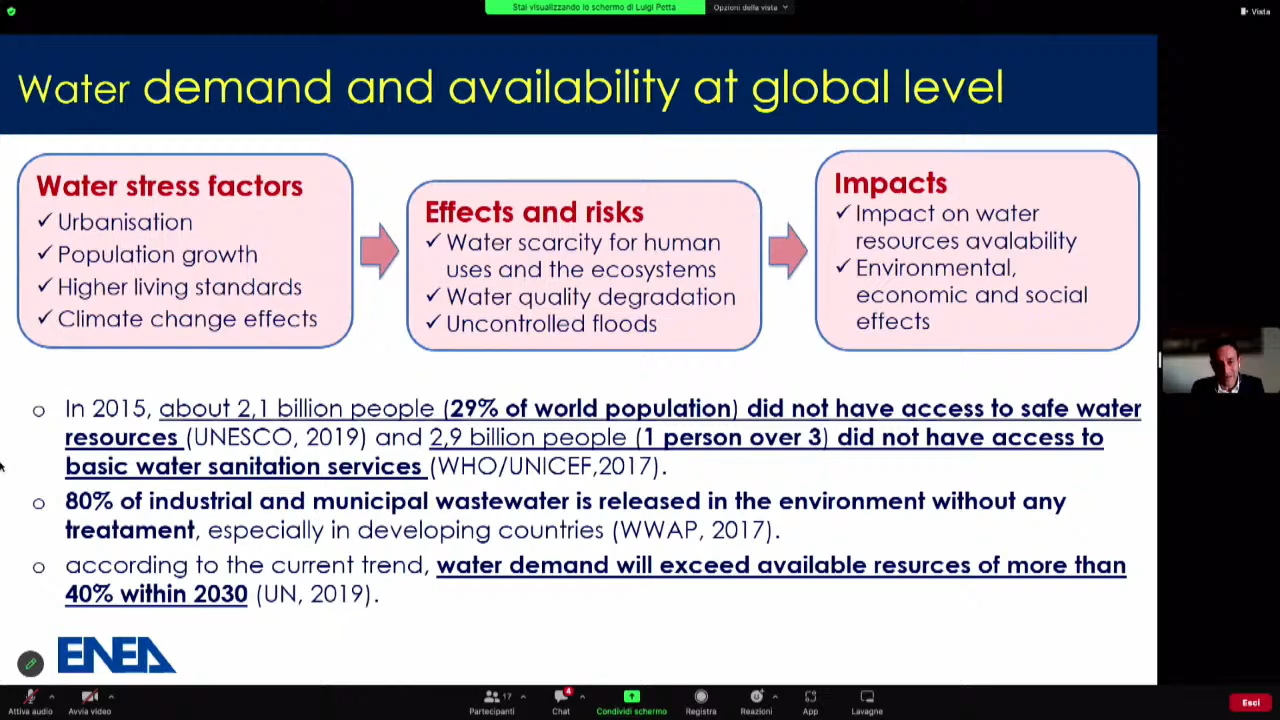 Stai visualizzando lo schermo di Luigi Petta
Opzioni della vista
Vista
Water demand and availability at global level
Water stress factors
✓ Urbanisation
✓ Population growth
✓ Higher living standards
✓ Climate change effects
Effects and risks
✓ Water scarcity for human
uses and the ecosystems
✓ Water quality degradation
✓ Uncontrolled floods
Impacts
✓ Impact on water
resources avalability
✓ Environmental,
economic and social
effects
o In 2015, about 2,1 billion people (29% of world population) did not have access to safe water
resources (UNESCO, 2019) and 2,9 billion people (1 person over 3) did not have access to
basic water sanitation services (WHO/UNICEF,2017).
o 80% of industrial and municipal wastewater is released in the environment without any
treatament, especially in developing countries (WWAP, 2017).
o according to the current trend, water demand will exceed available resurces of more than
40% within 2030 (UN, 2019).
ENEA
Attiva audio
Avvia video
17
Partecipanti
4
Chat
Condividi schermo
Registra
Reazioni
App
Lavagne
Esci